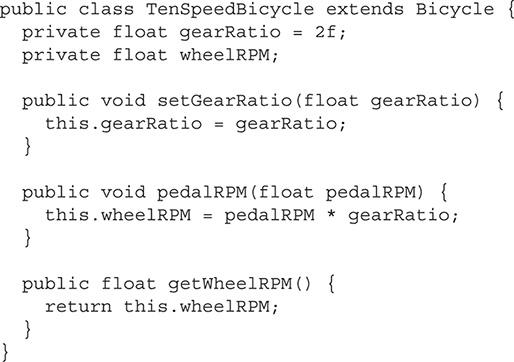 public class TenSpeedBicycle extends Bicycle {
  private float gearRatio = 2f;
  private float wheelRPM;

  public void setGearRatio(float gearRatio) {
    this.gearRatio = gearRatio;
  }

  public void pedalRPM(float pedalRPM) {
    this.wheelRPM = pedalRPM * gearRatio;
  }

  public float getWheelRPM() {
    return this.wheelRPM;
  }
}